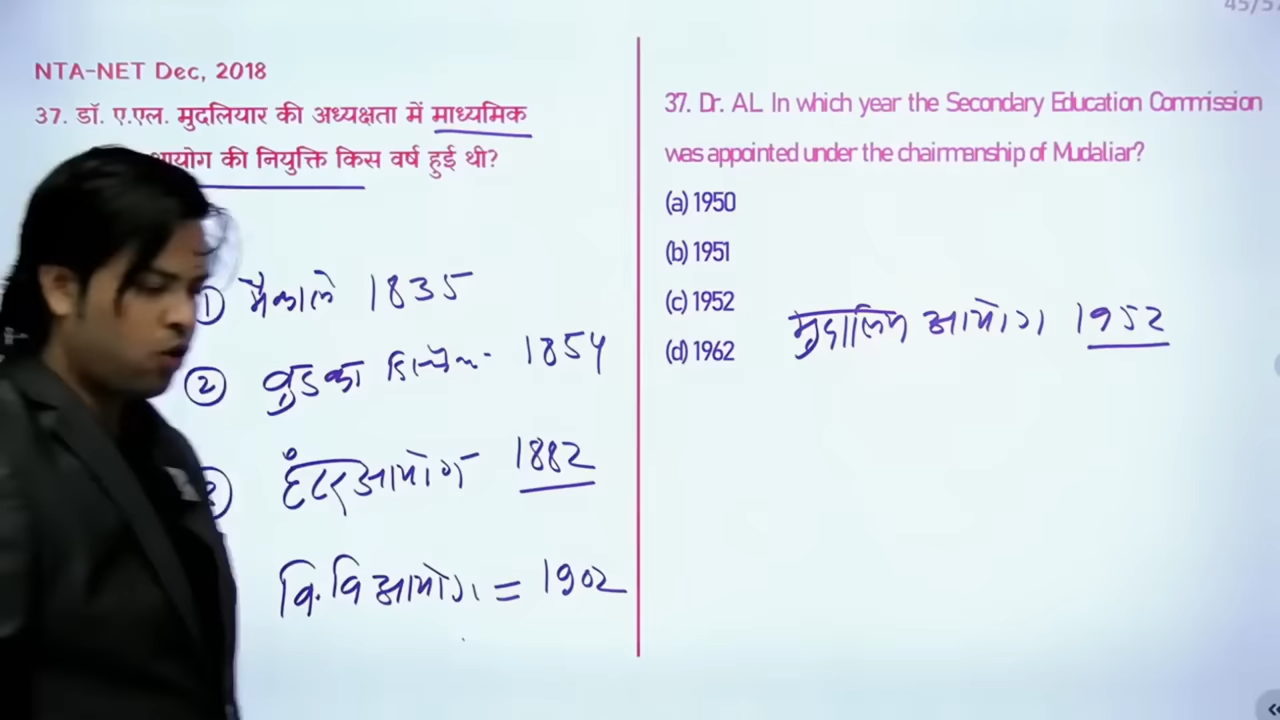 45/57
NTA-NET Dec, 2018
37. डॉ. ए.एल. मुदलियार की अध्यक्षता में माध्यमिक
आयोग की नियुक्ति किस वर्ष हुई थी?
① मैकाले 1835
② वुड का डिस्पैच 1854
हंटर आयोग 1882
वि. वि आयोग = 1902
37. Dr. AL In which year the Secondary Education Commission
was appointed under the chairmanship of Mudaliar?
(a) 1950
(b) 1951
(c) 1952
(d) 1962
मुदालियर आयोग 1952